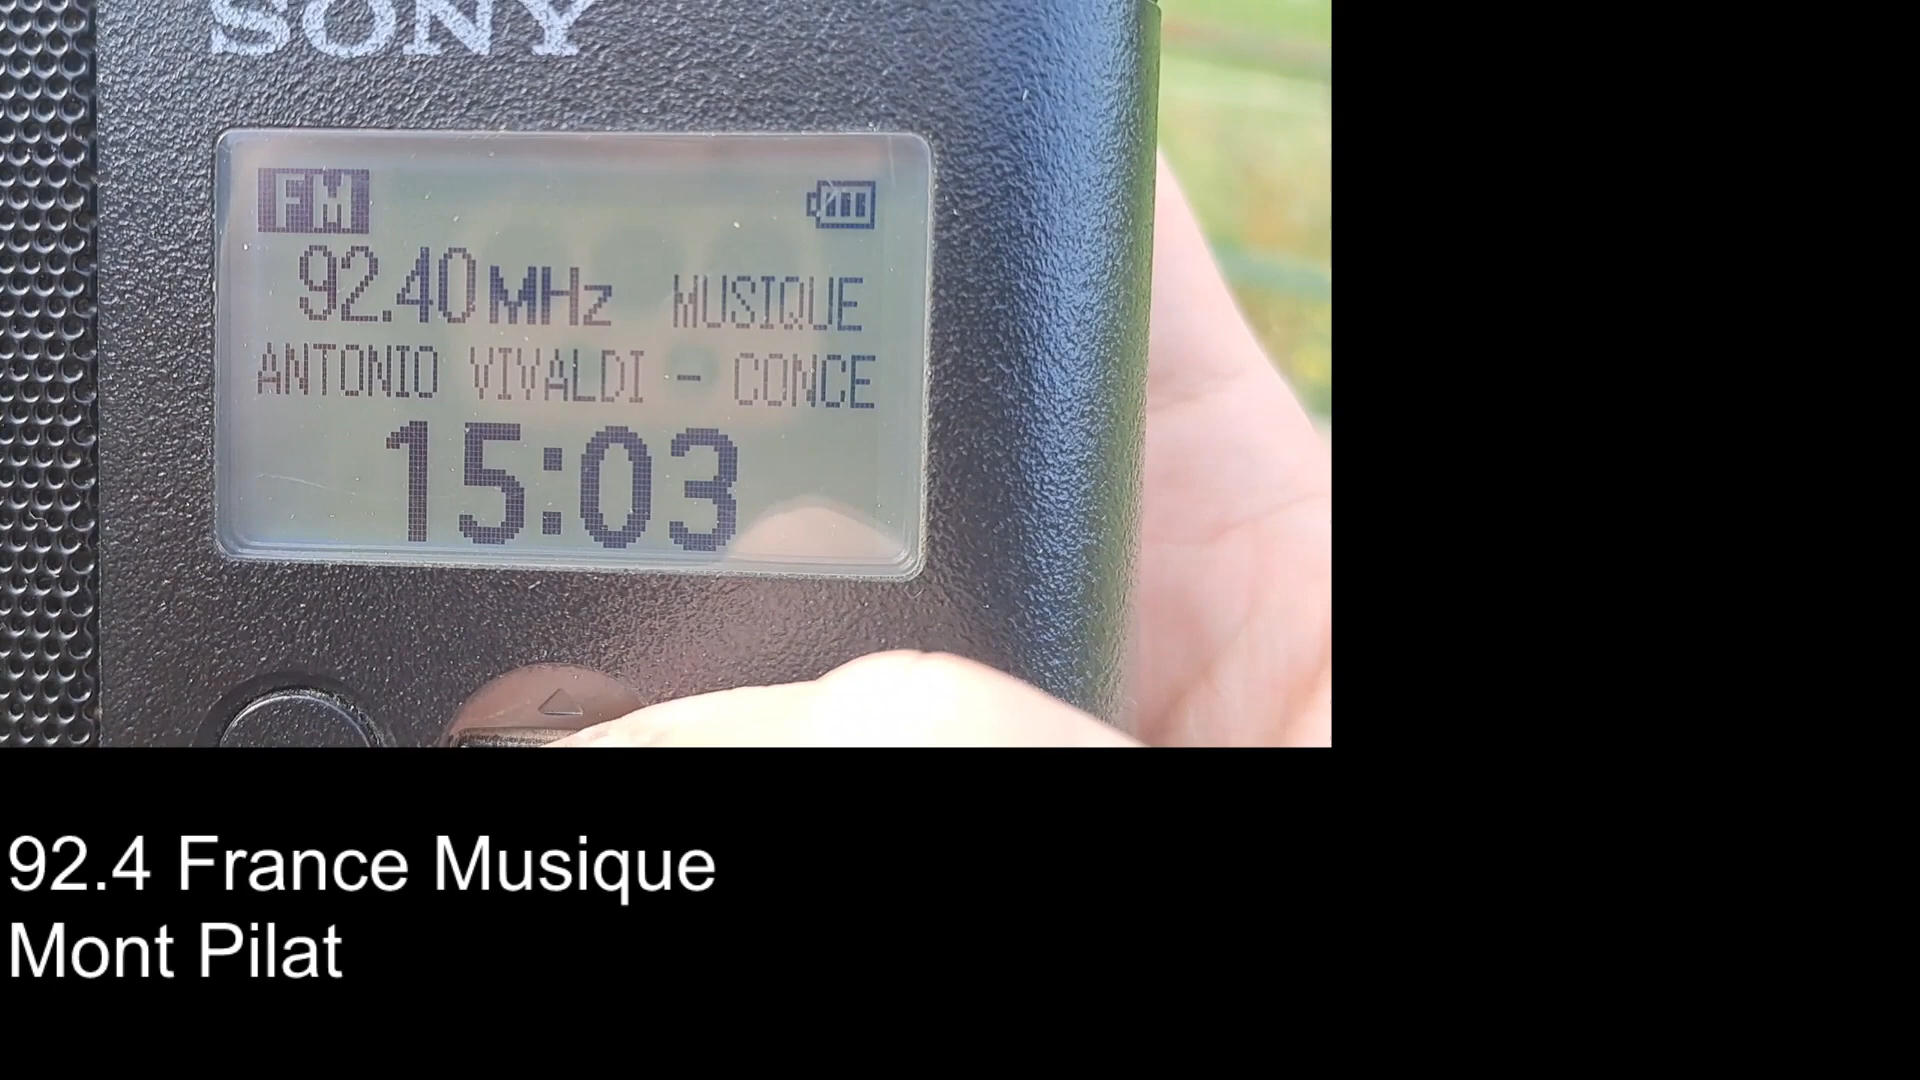 SONY
FM
92.40 MHz MUSIQUE
ANTONIO VIVALDI - CONCE
15:03
92.4 France Musique
Mont Pilat